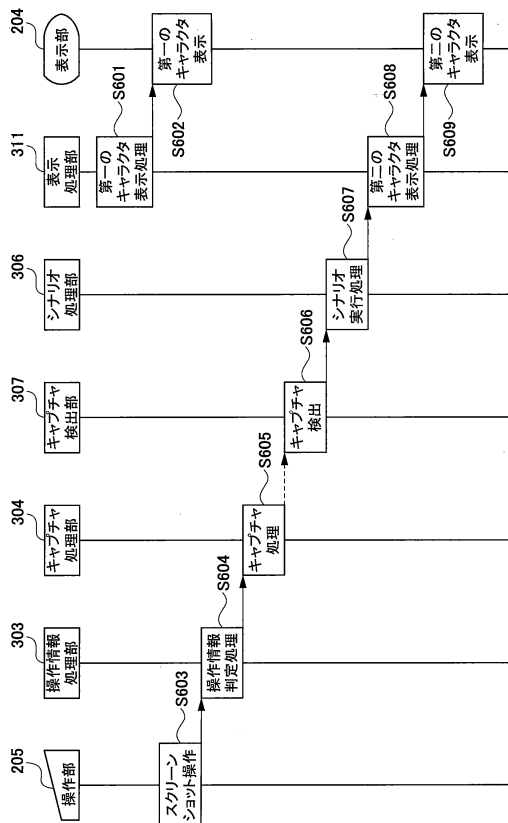 205
操作部
303
操作情報
処理部
304
キャプチャ
処理部
307
キャプチャ
検出部
306
シナリオ
処理部
311
表示
処理部
204
表示部
S601
第一の
キャラクタ
表示処理
S602
第一の
キャラクタ
表示
S603
スクリーン
ショット操作
S604
操作情報
判定処理
S605
キャプチャ
処理
S606
キャプチャ
検出
S607
シナリオ
実行処理
S608
第二の
キャラクタ
表示処理
S609
第二の
キャラクタ
表示